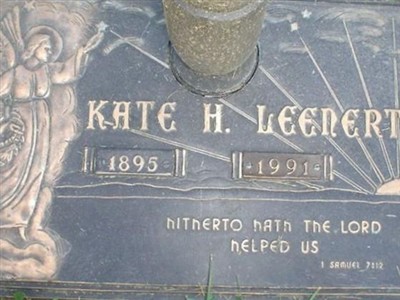 KATE H. LEENERT
1895 1991
HITHERTO HATH THE LORD
HELPED US
1 SAMUEL 7:12